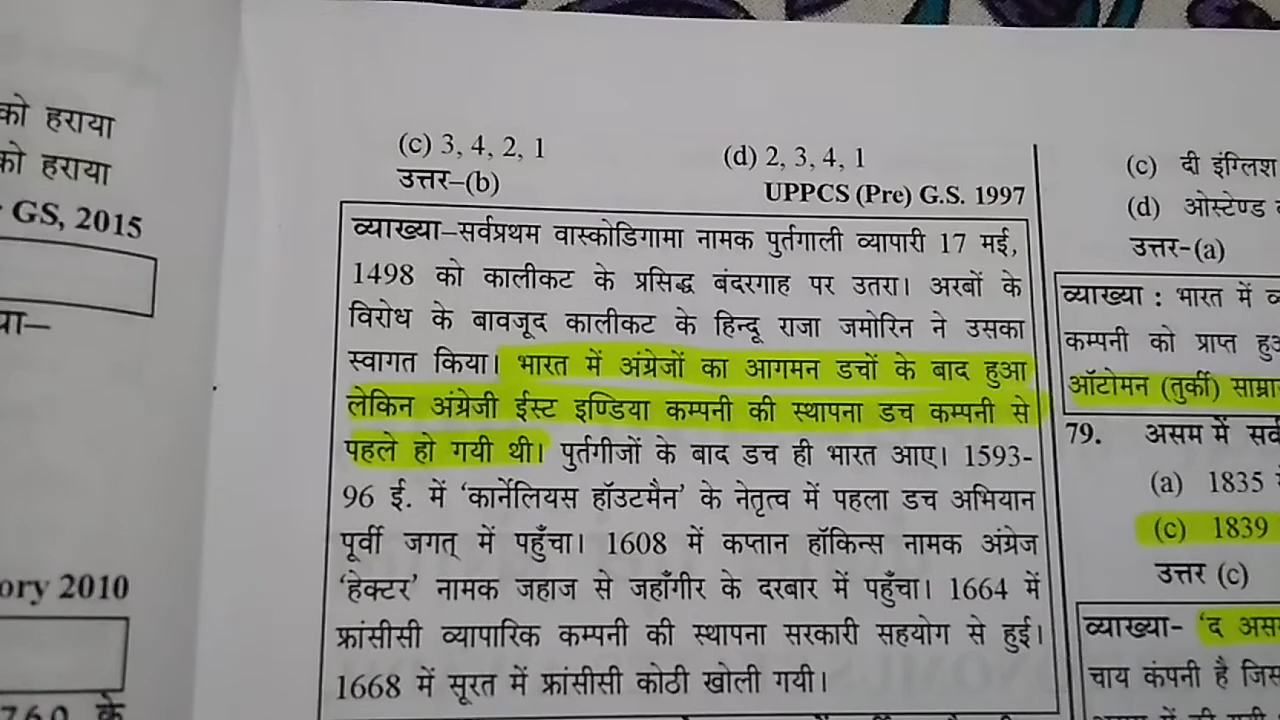 को हराया
को हराया
GS, 2015
ory 2010
(c) 3, 4, 2, 1
(d) 2, 3, 4, 1
उत्तर–(b)
UPPCS (Pre) G.S. 1997
व्याख्या–सर्वप्रथम वास्कोडिगामा नामक पुर्तगाली व्यापारी 17 मई,
1498 को कालीकट के प्रसिद्ध बंदरगाह पर उतरा। अरबों के
विरोध के बावजूद कालीकट के हिन्दू राजा जमोरिन ने उसका
स्वागत किया। भारत में अंग्रेजों का आगमन डचों के बाद हुआ
लेकिन अंग्रेजी ईस्ट इण्डिया कम्पनी की स्थापना डच कम्पनी से
पहले हो गयी थी। पुर्तगीजों के बाद डच ही भारत आए। 1593-
96 ई. में ‘कार्नेलियस हॉउटमैन’ के नेतृत्व में पहला डच अभियान
पूर्वी जगत् में पहुँचा। 1608 में कप्तान हॉकिन्स नामक अंग्रेज
‘हेक्टर’ नामक जहाज से जहाँगीर के दरबार में पहुँचा। 1664 में
फ्रांसीसी व्यापारिक कम्पनी की स्थापना सरकारी सहयोग से हुई।
1668 में सूरत में फ्रांसीसी कोठी खोली गयी।
(c) दी इंग्लिश
(d) ओस्टेण्ड
उत्तर-(a)
व्याख्या : भारत में
कम्पनी को प्राप्त
ऑटोमन (तुर्की)
79. असम में
(a) 1835
(c) 1839
उत्तर (c)
व्याख्या- ‘द
चाय कंपनी है